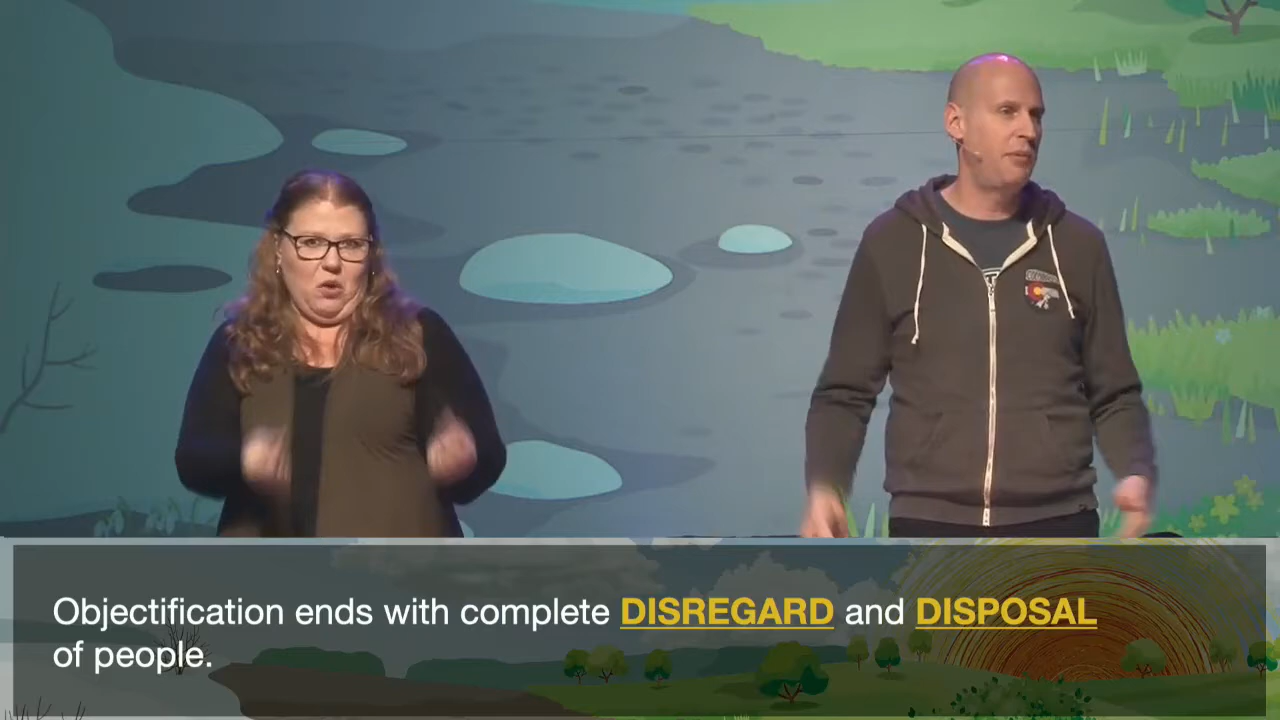 Objectification ends with complete DISREGARD and DISPOSAL
of people.